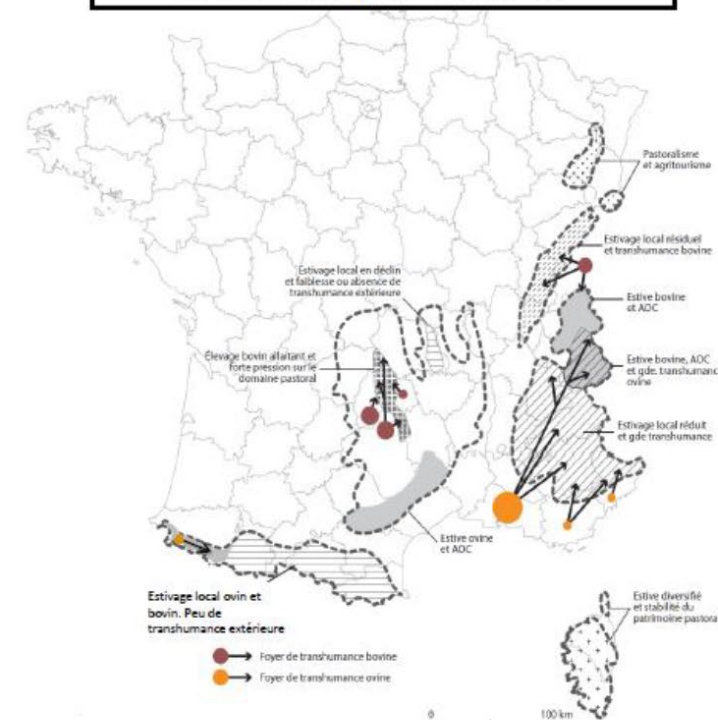 Pastoralisme
et agritourisme
Estivage local résiduel
et transhumance bovine
Estivage local en déclin
et faiblesse ou absence de
transhumance extérieure
Estive bovine
et AOC
Élevage bovin allaitant et
forte pression sur le
domaine pastoral
Estive bovine, AOC
et gde. transhumanc
ovine
Estivage local réduit
et gde transhumance
Estive ovine
et AOC
Estivage local ovin et
bovin. Peu de
transhumance extérieure
Estive diversifié
et stabilité du
patrimoine pastora
Foyer de transhumance bovine
Foyer de transhumance ovine
0 100 km